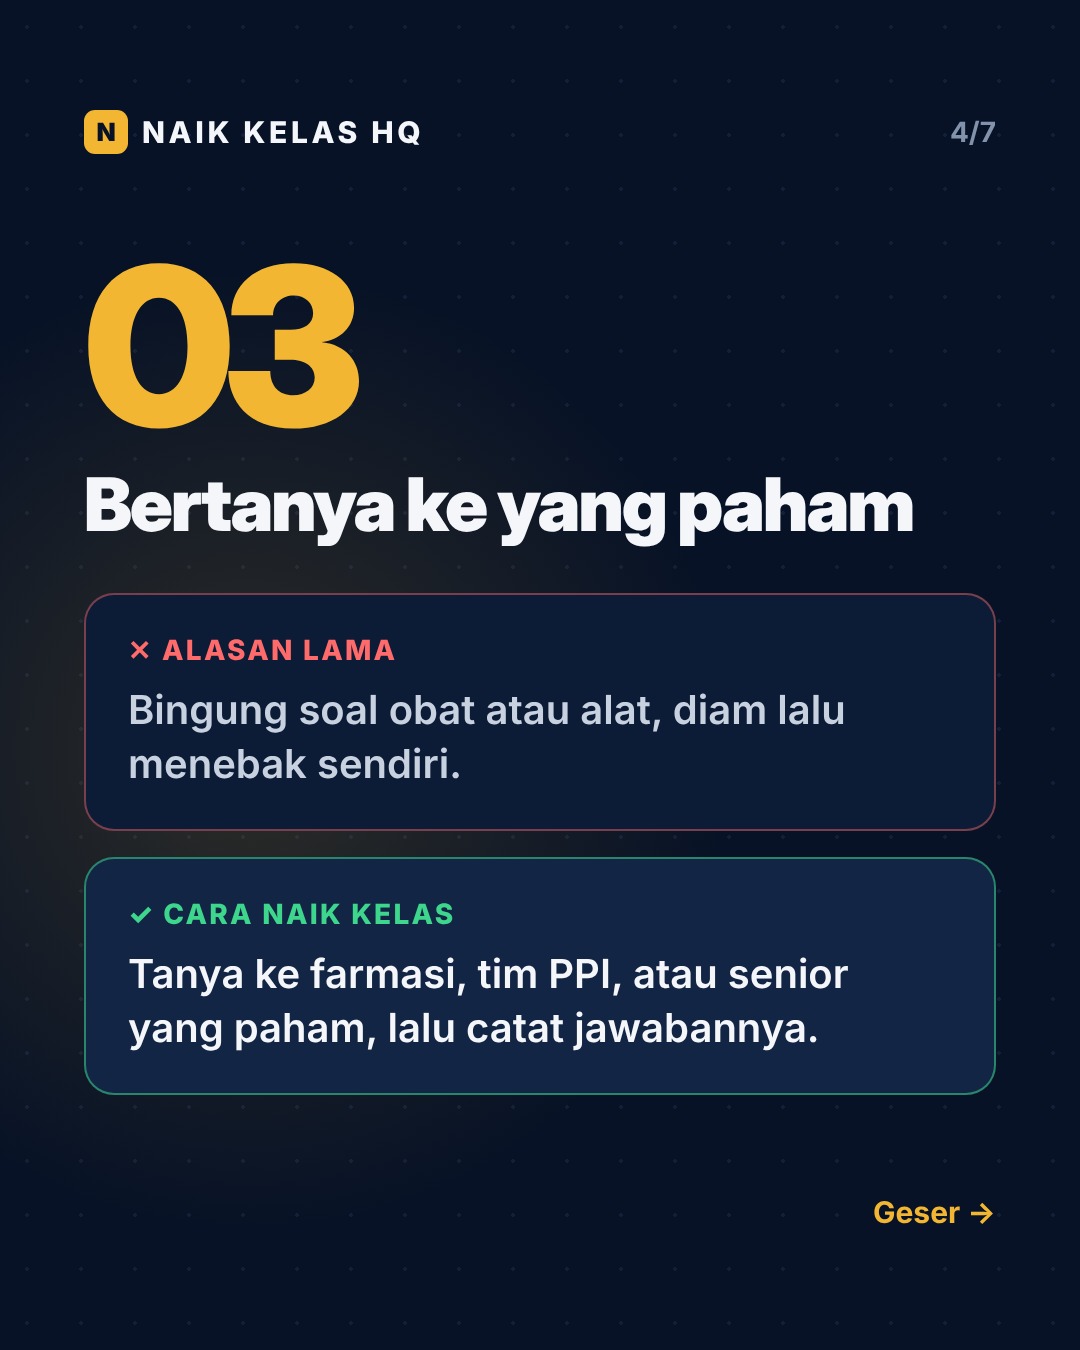 N NAIK KELAS HQ
4/7
03
Bertanya ke yang paham
✕ ALASAN LAMA
Bingung soal obat atau alat, diam lalu
menebak sendiri.
✓ CARA NAIK KELAS
Tanya ke farmasi, tim PPI, atau senior
yang paham, lalu catat jawabannya.
Geser →